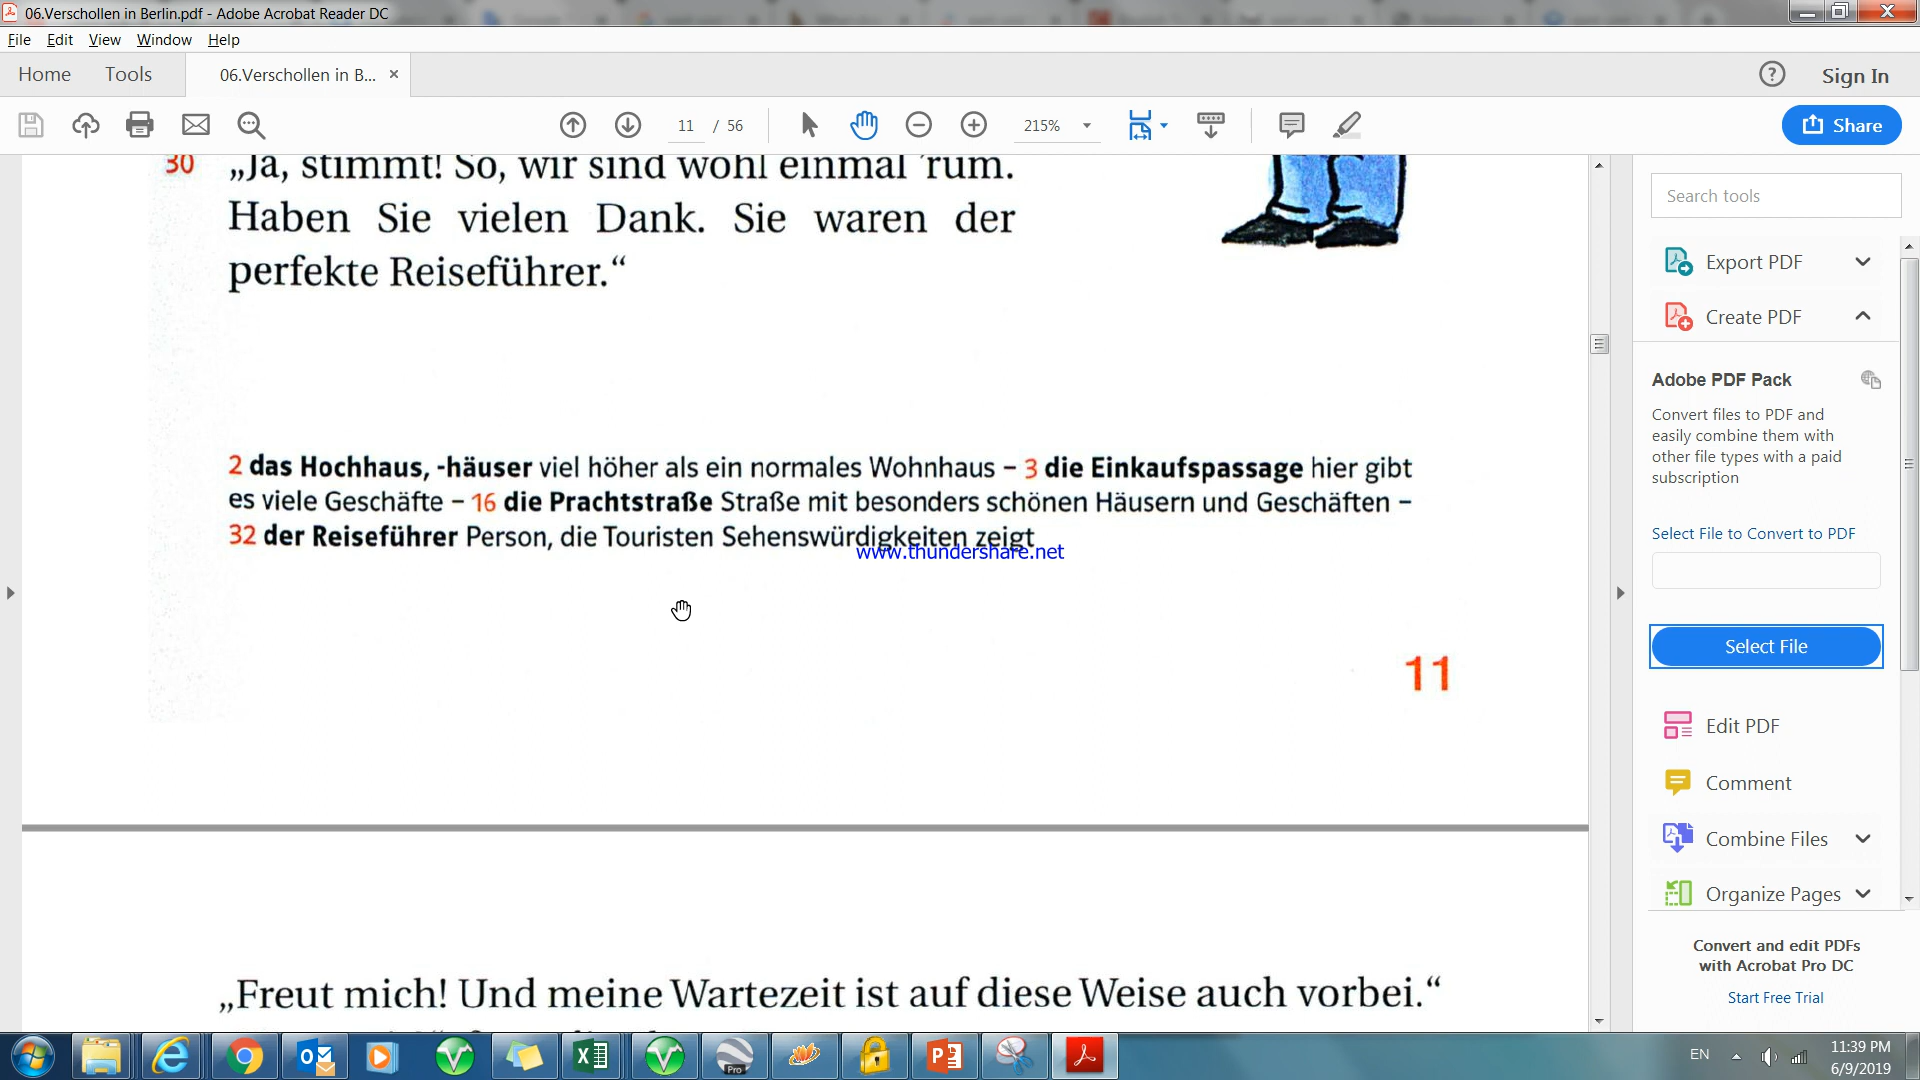 06.Verschollen in Berlin.pdf - Adobe Acrobat Reader DC
File Edit View Window Help
Home Tools 06.Verschollen in B... × Sign In
11 / 56 215% Share
30 „Ja, stimmt! So, wir sind wohl einmal ’rum.
Haben Sie vielen Dank. Sie waren der
perfekte Reiseführer.“
2 das Hochhaus, -häuser viel höher als ein normales Wohnhaus – 3 die Einkaufspassage hier gibt
es viele Geschäfte – 16 die Prachtstraße Straße mit besonders schönen Häusern und Geschäften –
32 der Reiseführer Person, die Touristen Sehenswürdigkeiten zeigt
www.thundershare.net
11
„Freut mich! Und meine Wartezeit ist auf diese Weise auch vorbei.“
Search tools
Export PDF
Create PDF
Adobe PDF Pack
Convert files to PDF and
easily combine them with
other file types with a paid
subscription
Select File to Convert to PDF
Select File
Edit PDF
Comment
Combine Files
Organize Pages
Convert and edit PDFs
with Acrobat Pro DC
Start Free Trial
Pro
EN
11:39 PM
6/9/2019